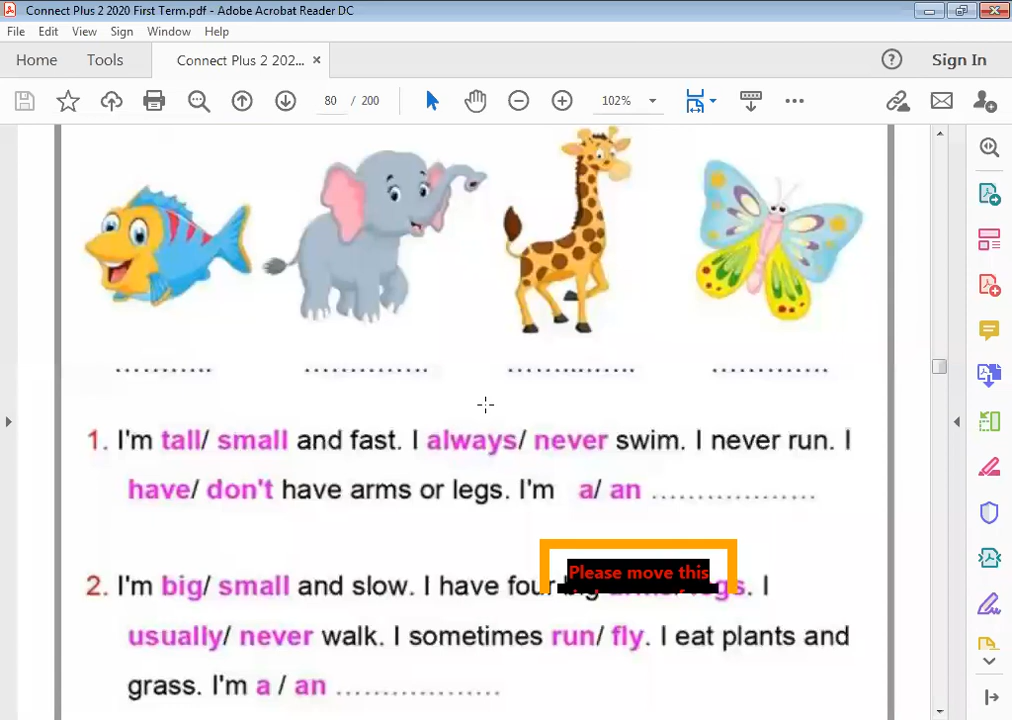 Connect Plus 2 2020 First Term.pdf - Adobe Acrobat Reader DC
File Edit View Sign Window Help
Home Tools Connect Plus 2 202... × Sign In
80 / 200 102%
........... ............. .................. ............
1. I'm tall/ small and fast. I always/ never swim. I never run. I
have/ don't have arms or legs. I'm a/ an ..................
Please move this
2. I'm big/ small and slow. I have four big arms/ legs. I
usually/ never walk. I sometimes run/ fly. I eat plants and
grass. I'm a / an ..................